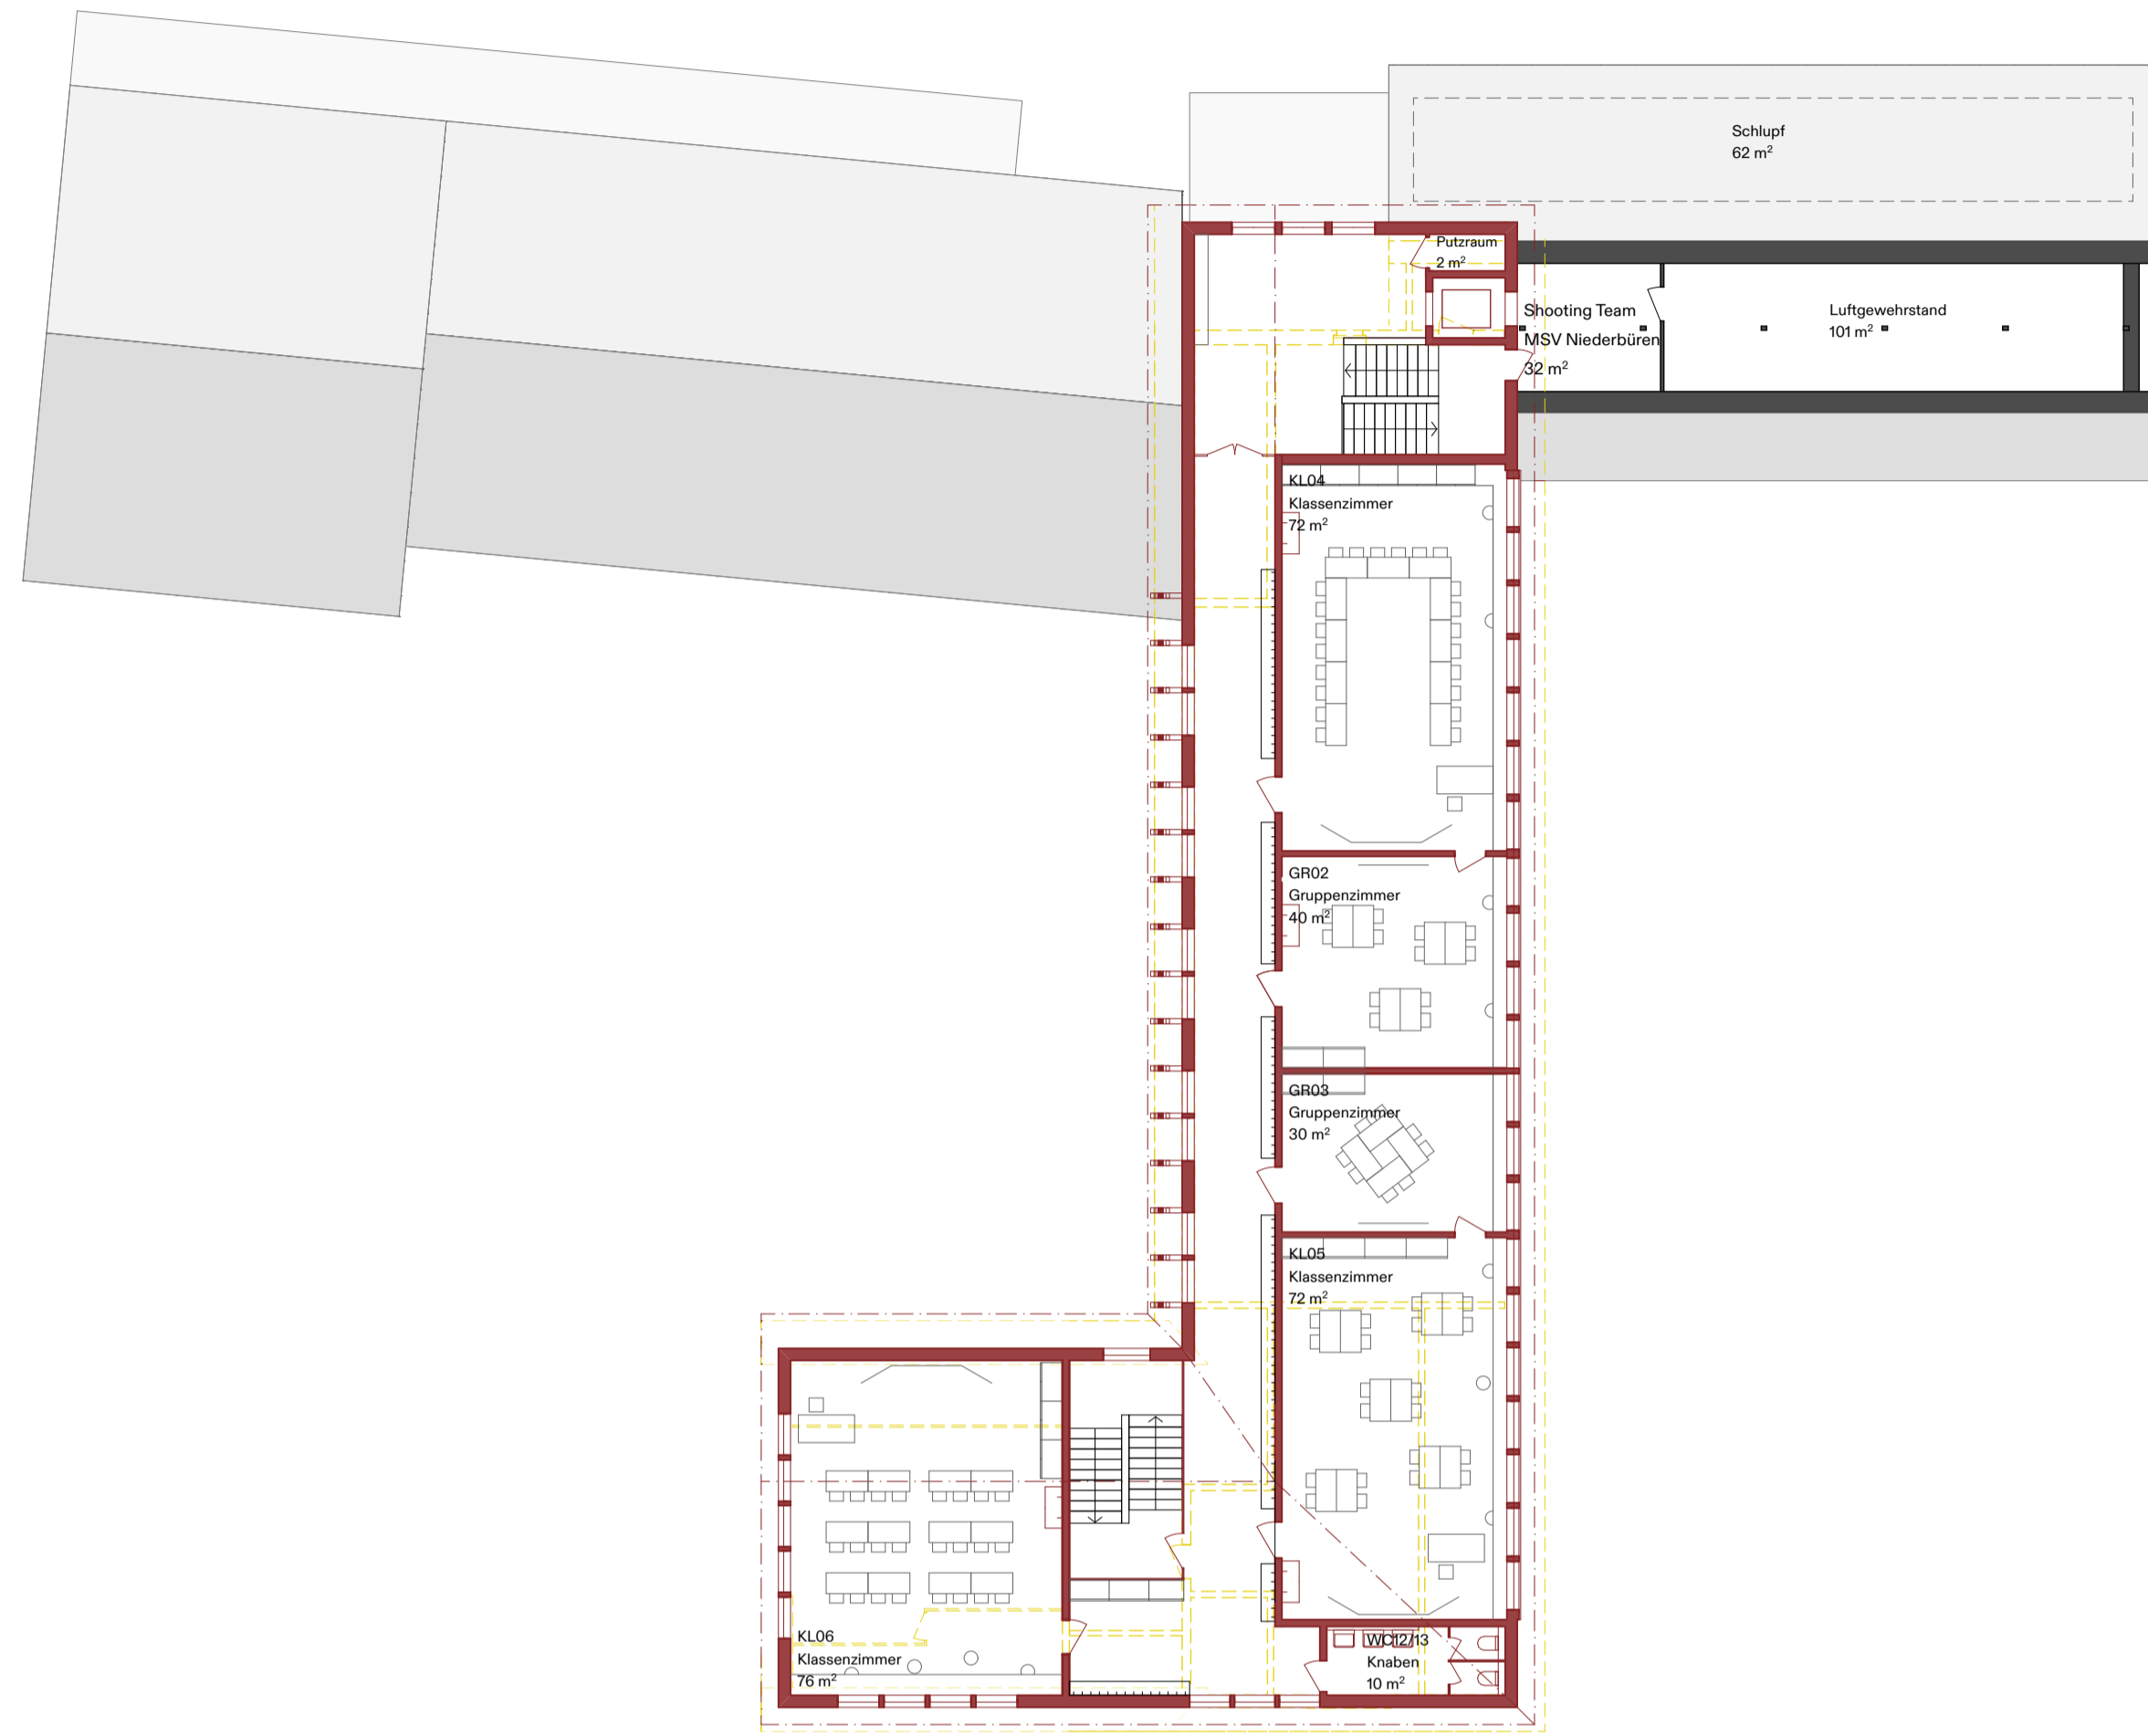 Schlupf
62 m²
Putzraum
2 m²
Shooting Team
MSV Niederbüren
32 m²
Luftgewehrstand
101 m²
KL04
Klassenzimmer
72 m²
GR02
Gruppenzimmer
40 m²
GR03
Gruppenzimmer
30 m²
KL05
Klassenzimmer
72 m²
KL06
Klassenzimmer
76 m²
WC12/13
Knaben
10 m²